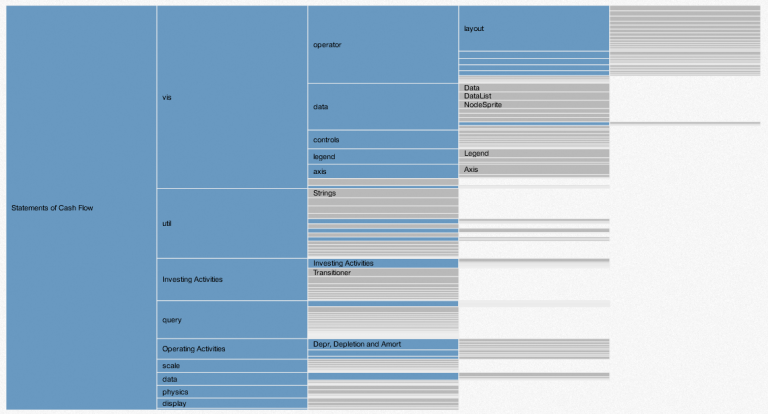 Statements of Cash Flow
vis
operator
layout
data
Data
DataList
NodeSprite
controls
legend
Legend
axis
Axis
util
Strings
Investing Activities
Investing Activities
Transitioner
query
Operating Activities
Depr, Depletion and Amort
scale
data
physics
display